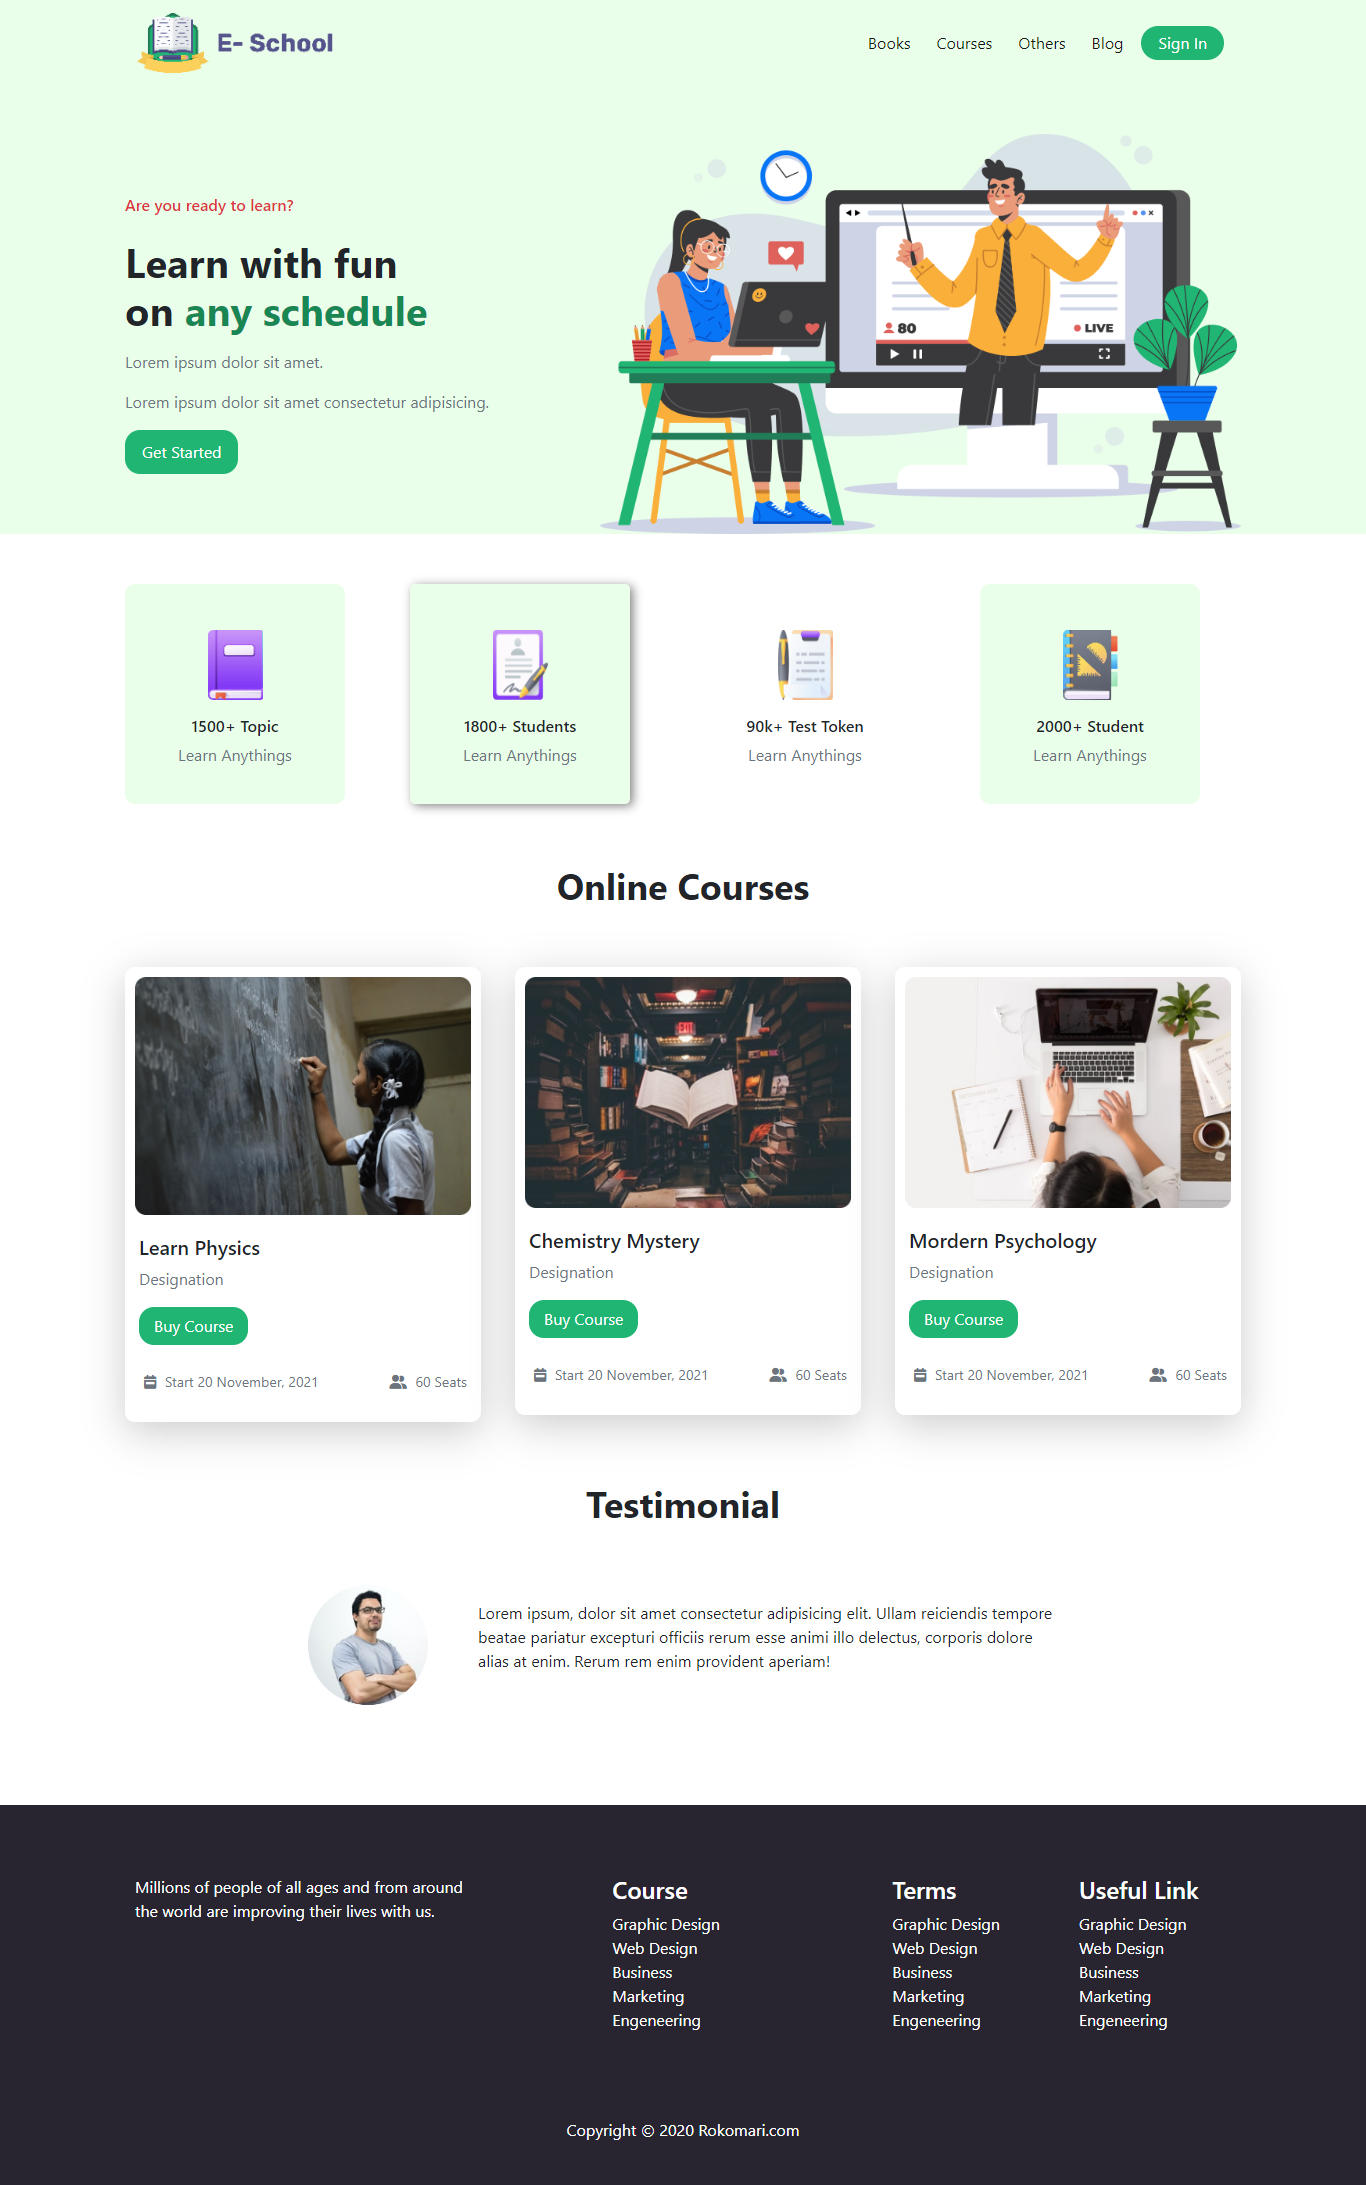 E- School
Books
Courses
Others
Blog
Sign In
Are you ready to learn?
Learn with fun
on any schedule
Lorem ipsum dolor sit amet.
Lorem ipsum dolor sit amet consectetur adipisicing.
Get Started
80
LIVE
1500+ Topic
Learn Anythings
1800+ Students
Learn Anythings
90k+ Test Token
Learn Anythings
2000+ Student
Learn Anythings
Online Courses
EXIT
Learn Physics
Designation
Buy Course
Start 20 November, 2021
60 Seats
Chemistry Mystery
Designation
Buy Course
Start 20 November, 2021
60 Seats
Mordern Psychology
Designation
Buy Course
Start 20 November, 2021
60 Seats
Testimonial
Lorem ipsum, dolor sit amet consectetur adipisicing elit. Ullam reiciendis tempore
beatae pariatur excepturi officiis rerum esse animi illo delectus, corporis dolore
alias at enim. Rerum rem enim provident aperiam!
Millions of people of all ages and from around
the world are improving their lives with us.
Course
Graphic Design
Web Design
Business
Marketing
Engeneering
Terms
Graphic Design
Web Design
Business
Marketing
Engeneering
Useful Link
Graphic Design
Web Design
Business
Marketing
Engeneering
Copyright © 2020 Rokomari.com